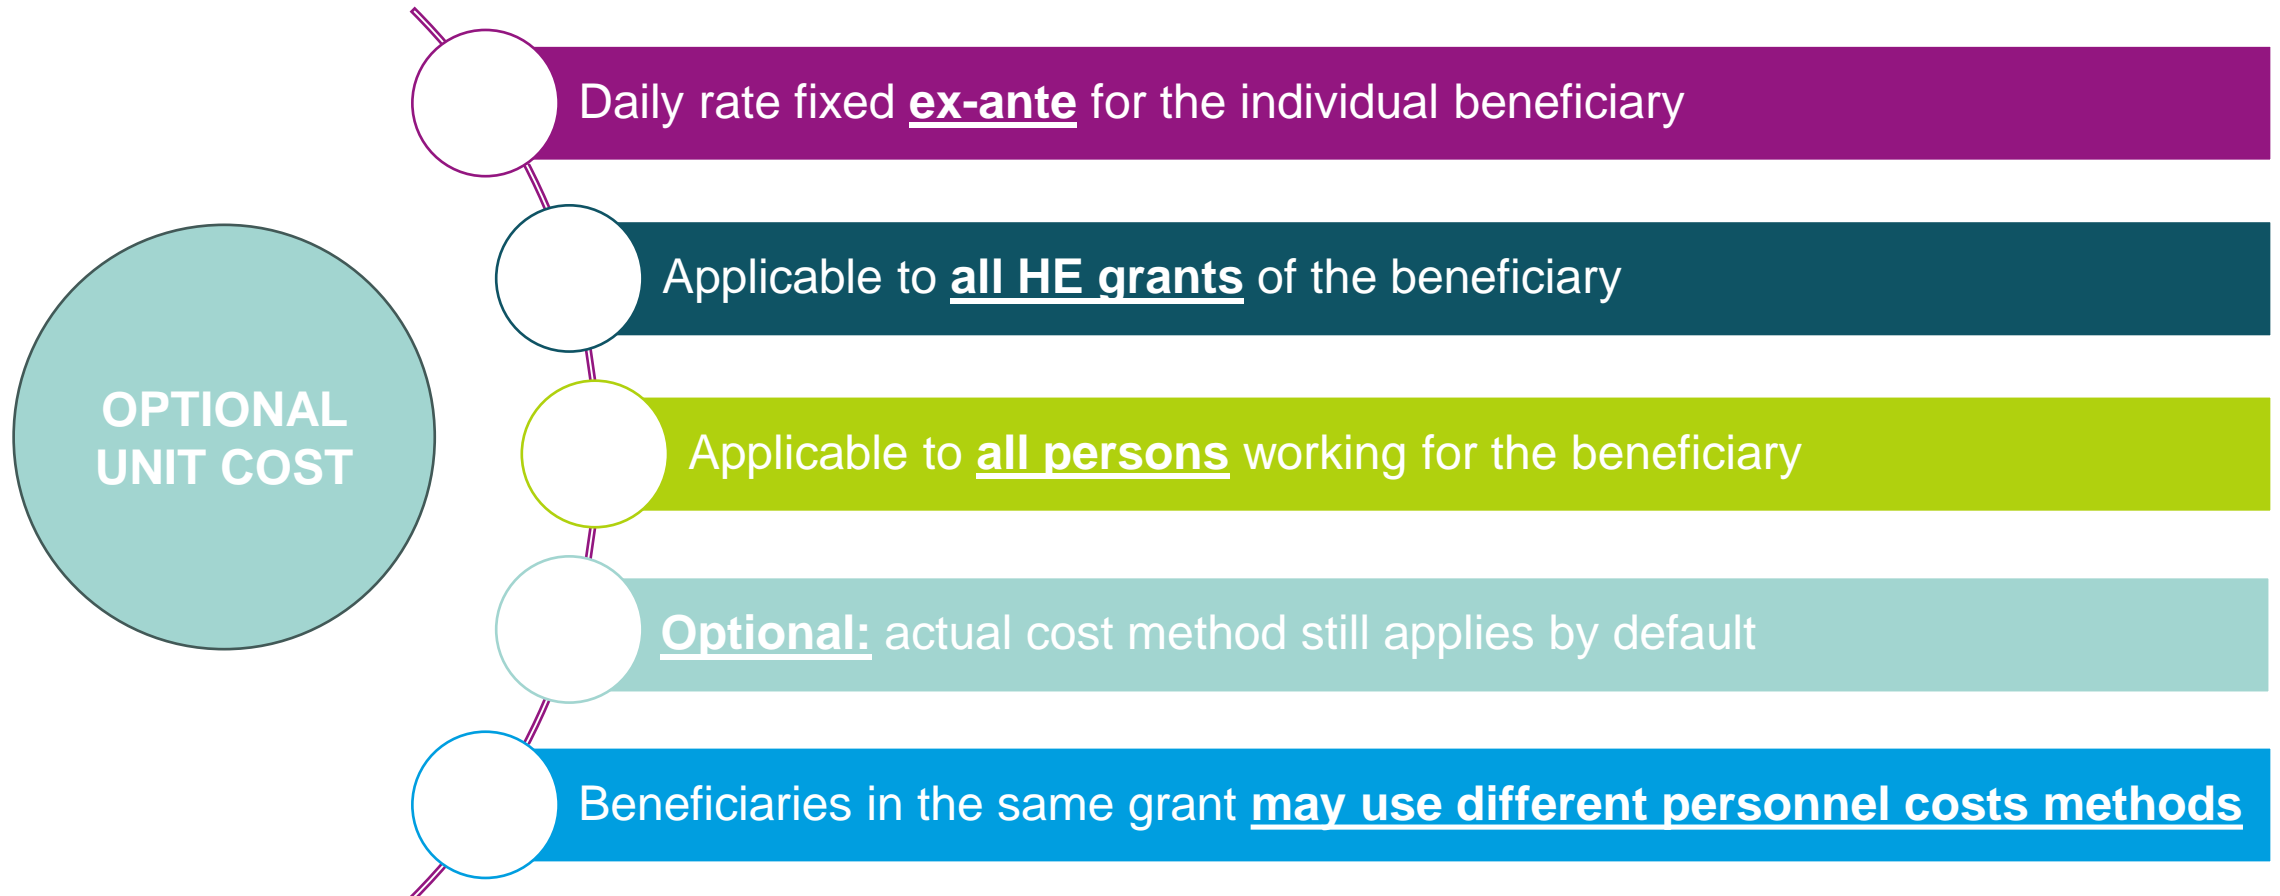 OPTIONAL
UNIT COST
Daily rate fixed ex-ante for the individual beneficiary
Applicable to all HE grants of the beneficiary
Applicable to all persons working for the beneficiary
Optional: actual cost method still applies by default
Beneficiaries in the same grant may use different personnel costs methods